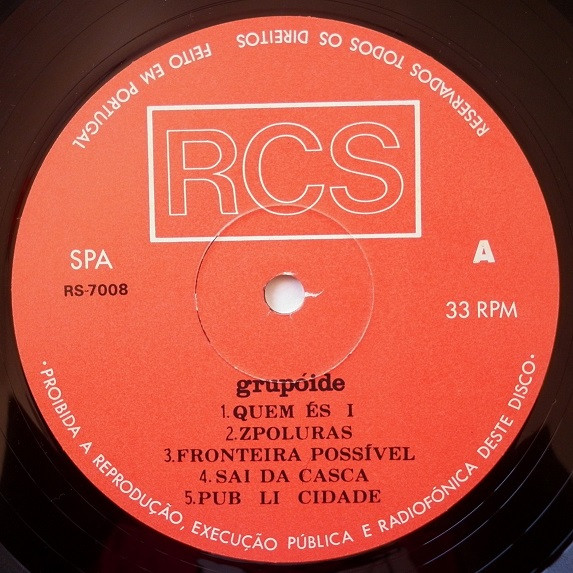 FEITO EM PORTUGAL
RESERVADOS TODOS OS DIREITOS
RCS
SPA
A
RS-7008
33 RPM
grupóide
1.QUEM ÉS I
2.ZPOLURAS
3.FRONTEIRA POSSÍVEL
4.SAI DA CASCA
5.PUB LI CIDADE
·PROIBIDA A REPRODUÇÃO, EXECUÇÃO PÚBLICA E RADIOFÔNICA DESTE DISCO·